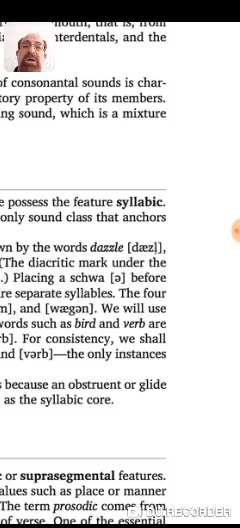 mouth, that is, from
nterdentals, and the
of consonantal sounds is char-
tory property of its members.
ng sound, which is a mixture
e possess the feature syllabic.
only sound class that anchors
wn by the words dazzle [dæzl̩],
(The diacritic mark under the
.) Placing a schwa [ə] before
re separate syllables. The four
m], and [wægən]. We will use
words such as bird and verb are
rb]. For consistency, we shall
nd [vərb]—the only instances
s because an obstruent or glide
as the syllabic core.
c or suprasegmental features.
alues such as place or manner
The term prosodic comes from
of verse. One of the essential
DU RECORDER